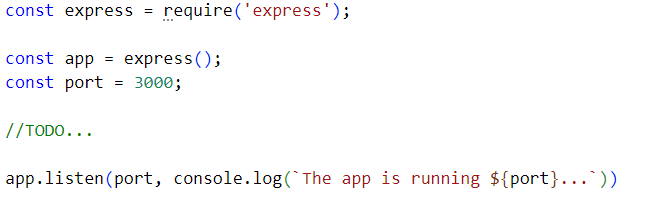 const express = require('express');
const app = express();
const port = 3000;
//TODO...
app.listen(port, console.log(`The app is running ${port}...`))